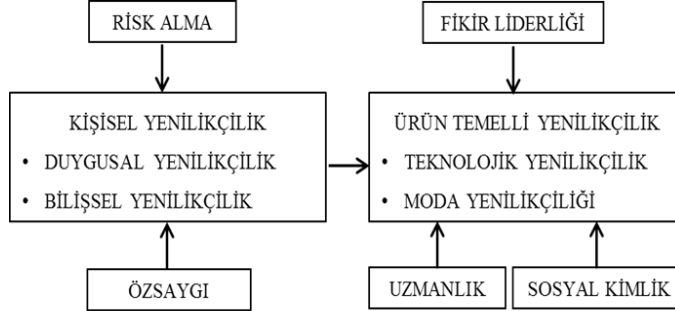 RİSK ALMA
FİKİR LİDERLİĞİ
KİŞİSEL YENİLİKÇİLİK
• DUYGUSAL YENİLİKÇİLİK
• BİLİŞSEL YENİLİKÇİLİK
ÜRÜN TEMELLİ YENİLİKÇİLİK
• TEKNOLOJİK YENİLİKÇİLİK
• MODA YENİLİKÇİLİĞİ
ÖZSAYGI
UZMANLIK
SOSYAL KİMLİK